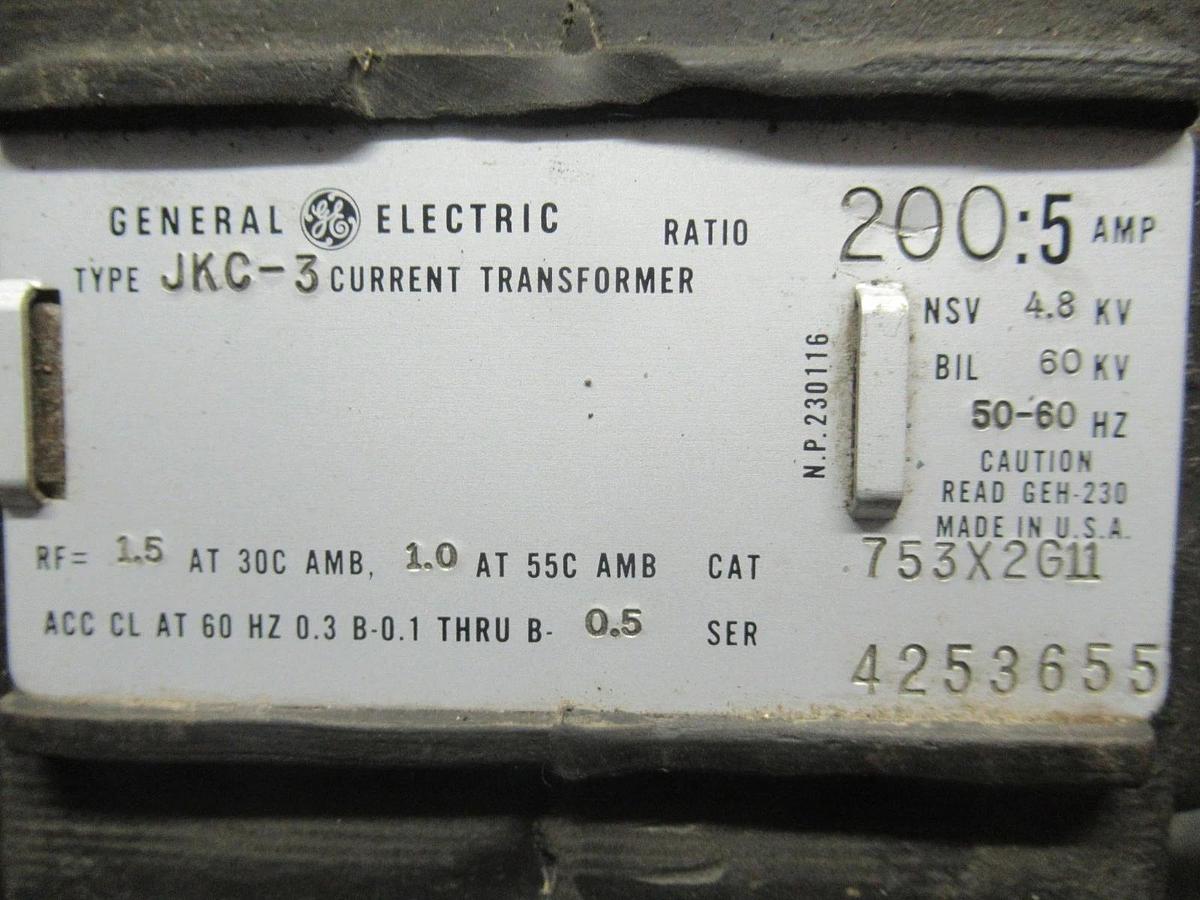 GENERAL GE ELECTRIC RATIO 200:5 AMP
TYPE JKC-3 CURRENT TRANSFORMER
NSV 4.8 KV
BIL 60 KV
50-60 HZ
N.P.230116
CAUTION
READ GEH-230
MADE IN U.S.A.
RF= 1.5 AT 30C AMB, 1.0 AT 55C AMB CAT 753X2G11
ACC CL AT 60 HZ 0.3 B-0.1 THRU B- 0.5 SER 4253655